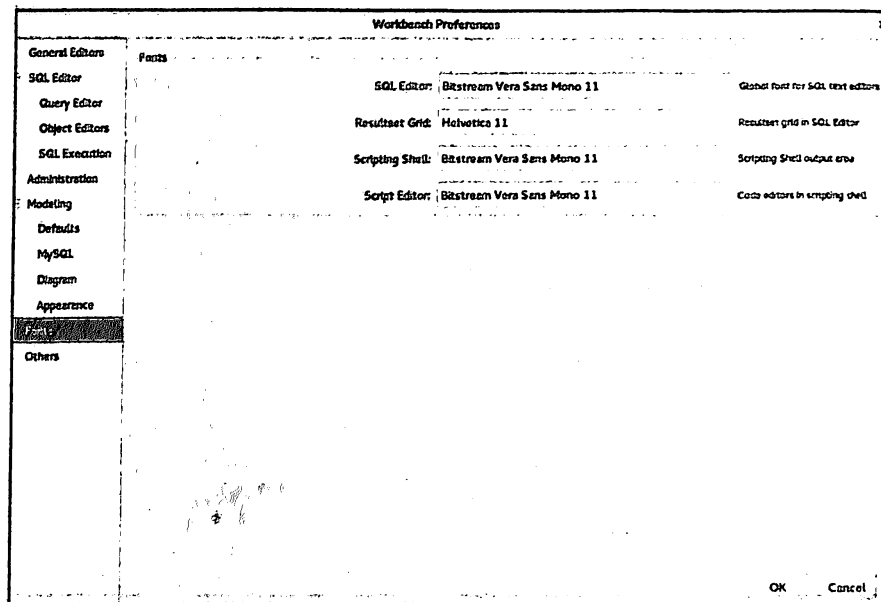 Workbench Preferences
General Editors
SQL Editor
Query Editor
Object Editors
SQL Execution
Administration
Modeling
Defaults
MySQL
Diagram
Appearance
Fonts
Others
Fonts
SQL Editor: Bitstream Vera Sans Mono 11 Global font for SQL text editors
Resultset Grid: Helvetica 11 Resultset grid in SQL Editor
Scripting Shell: Bitstream Vera Sans Mono 11 Scripting Shell output area
Script Editor: Bitstream Vera Sans Mono 11 Code editors in scripting shell
OK Cancel